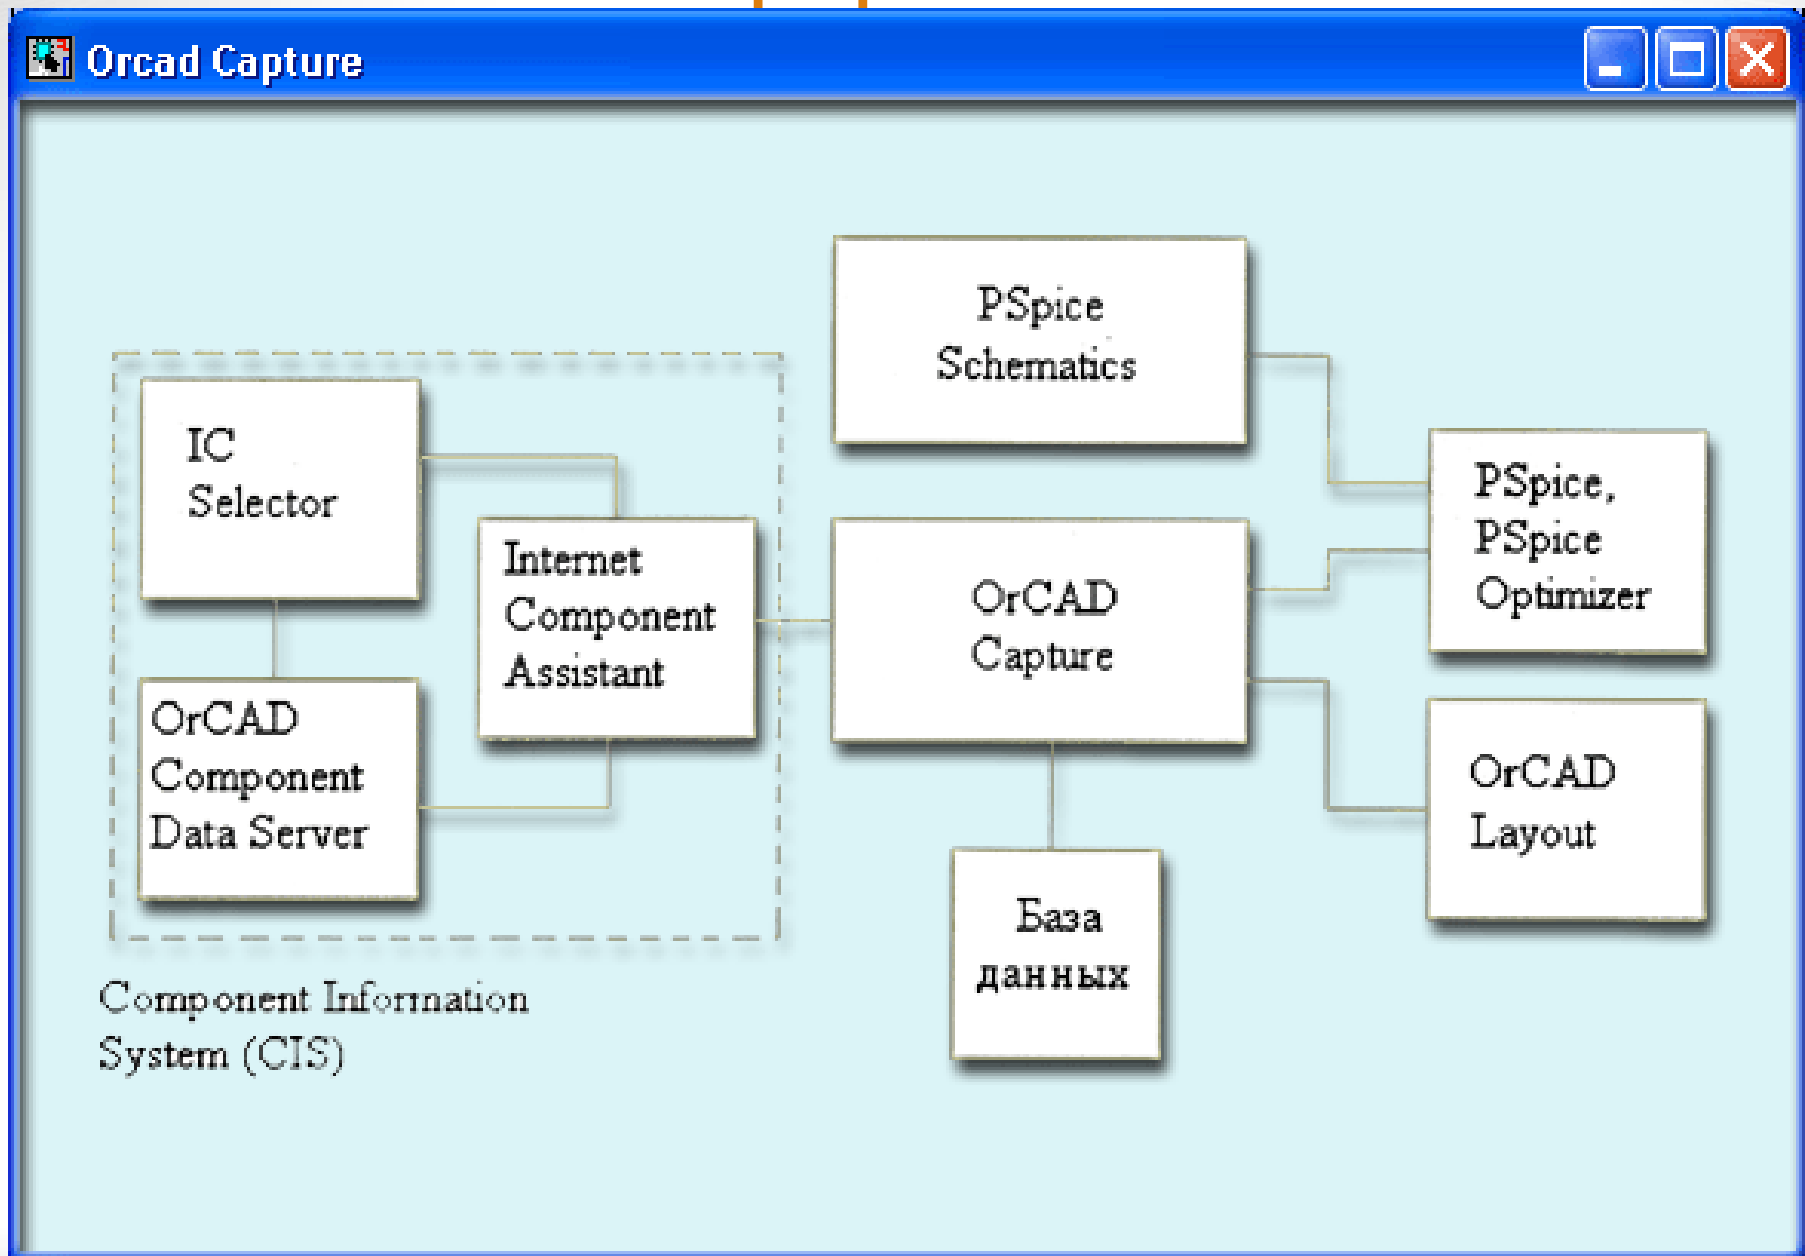 Orcad Capture
PSpice
Schematics
IC
Selector
Internet
Component
Assistant
OrCAD
Capture
PSpice,
PSpice
Optimizer
OrCAD
Component
Data Server
OrCAD
Layout
База
данных
Component Information
System (CIS)